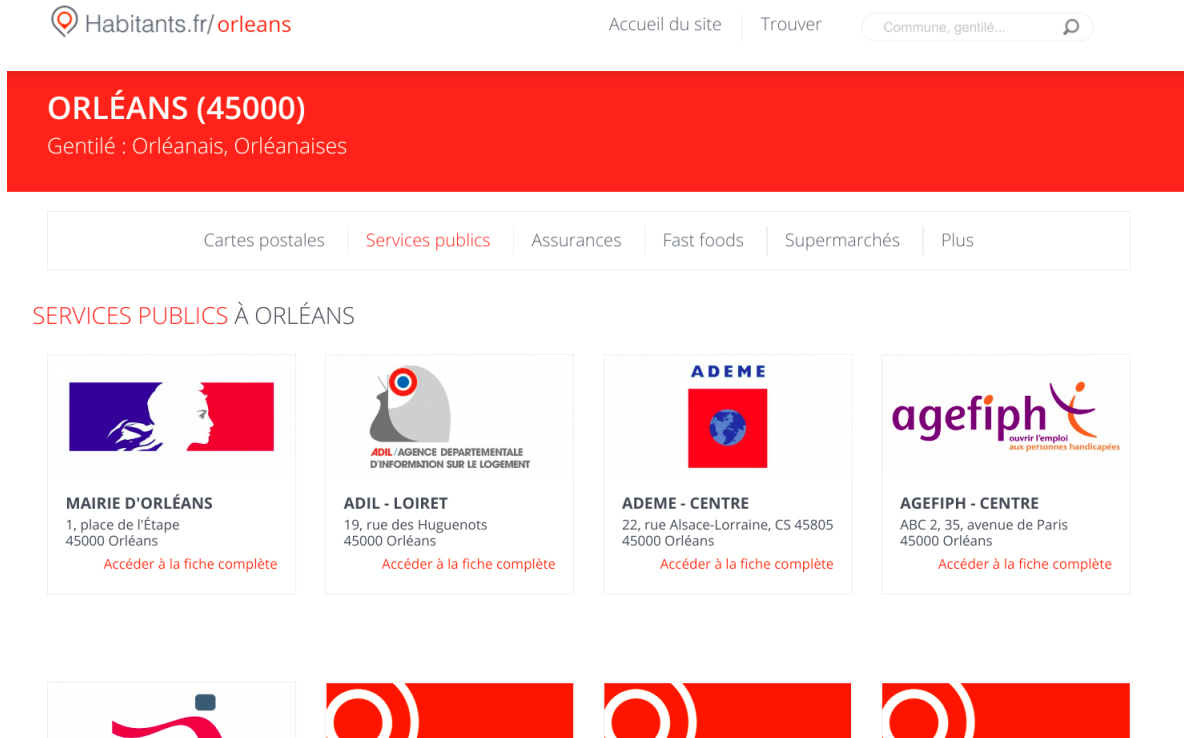 Habitants.fr/orleans
Accueil du site
Trouver
Commune, gentilé...
ORLÉANS (45000)
Gentilé : Orléanais, Orléanaises
Cartes postales
Services publics
Assurances
Fast foods
Supermarchés
Plus
SERVICES PUBLICS À ORLÉANS
ADIL/AGENCE DEPARTEMENTALE
D'INFORMATION SUR LE LOGEMENT
ADEME
agefiph
ouvrir l'emploi
aux personnes handicapées
MAIRIE D'ORLÉANS
1, place de l'Étape
45000 Orléans
Accéder à la fiche complète
ADIL - LOIRET
19, rue des Huguenots
45000 Orléans
Accéder à la fiche complète
ADEME - CENTRE
22, rue Alsace-Lorraine, CS 45805
45000 Orléans
Accéder à la fiche complète
AGEFIPH - CENTRE
ABC 2, 35, avenue de Paris
45000 Orléans
Accéder à la fiche complète